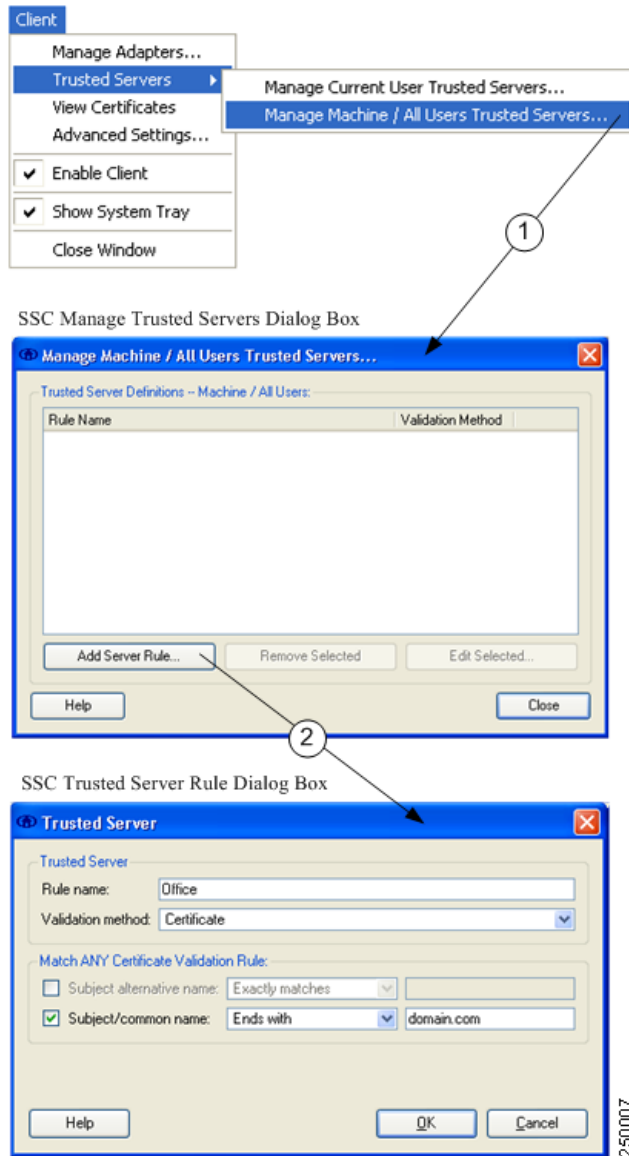 Client
Manage Adapters...
Trusted Servers
Manage Current User Trusted Servers...
View Certificates
Manage Machine / All Users Trusted Servers...
Advanced Settings...
Enable Client
Show System Tray
Close Window
1
SSC Manage Trusted Servers Dialog Box
Manage Machine / All Users Trusted Servers...
Trusted Server Definitions -- Machine / All Users:
Rule Name Validation Method
Add Server Rule... Remove Selected Edit Selected...
Help Close
2
SSC Trusted Server Rule Dialog Box
Trusted Server
Trusted Server
Rule name: Office
Validation method: Certificate
Match ANY Certificate Validation Rule:
Subject alternative name: Exactly matches
Subject/common name: Ends with domain.com
Help OK Cancel
250007